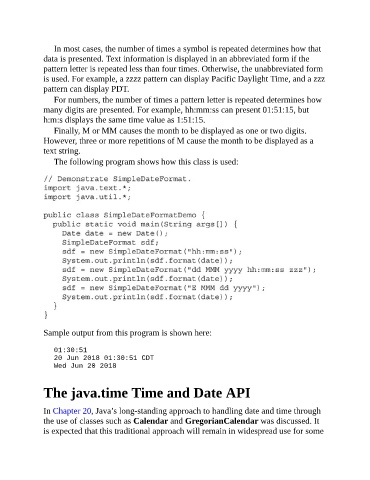 In most cases, the number of times a symbol is repeated determines how that
data is presented. Text information is displayed in an abbreviated form if the
pattern letter is repeated less than four times. Otherwise, the unabbreviated form
is used. For example, a zzzz pattern can display Pacific Daylight Time, and a zzz
pattern can display PDT.
For numbers, the number of times a pattern letter is repeated determines how
many digits are presented. For example, hh:mm:ss can present 01:51:15, but
h:m:s displays the same time value as 1:51:15.
Finally, M or MM causes the month to be displayed as one or two digits.
However, three or more repetitions of M cause the month to be displayed as a
text string.
The following program shows how this class is used:
// Demonstrate SimpleDateFormat.
import java.text.*;
import java.util.*;
public class SimpleDateFormatDemo {
public static void main(String args[]) {
Date date = new Date();
SimpleDateFormat sdf;
sdf = new SimpleDateFormat("hh:mm:ss");
System.out.println(sdf.format(date));
sdf = new SimpleDateFormat("dd MMM yyyy hh:mm:ss zzz");
System.out.println(sdf.format(date));
sdf = new SimpleDateFormat("E MMM dd yyyy");
System.out.println(sdf.format(date));
}
}
Sample output from this program is shown here:
01:30:51
20 Jun 2018 01:30:51 CDT
Wed Jun 20 2018
The java.time Time and Date API
In Chapter 20, Java's long-standing approach to handling date and time through
the use of classes such as Calendar and GregorianCalendar was discussed. It
is expected that this traditional approach will remain in widespread use for some